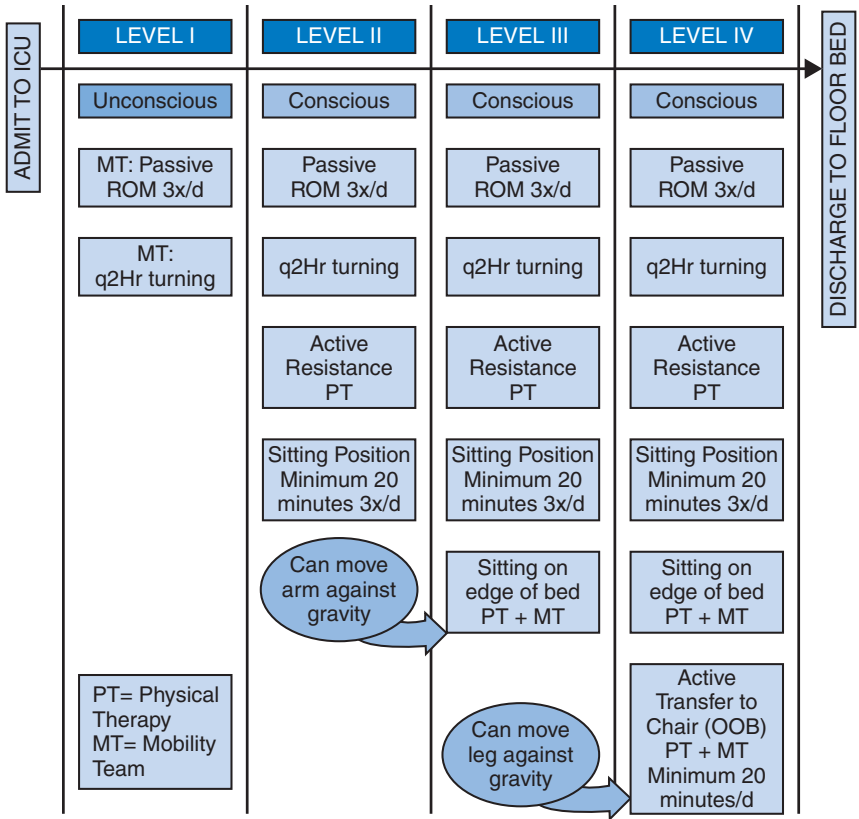 ADMIT TO ICU
LEVEL I
LEVEL II
LEVEL III
LEVEL IV
DISCHARGE TO FLOOR BED
Unconscious
Conscious
Conscious
Conscious
MT: Passive
ROM 3x/d
Passive
ROM 3x/d
Passive
ROM 3x/d
Passive
ROM 3x/d
MT:
q2Hr turning
q2Hr turning
q2Hr turning
q2Hr turning
Active
Resistance
PT
Active
Resistance
PT
Active
Resistance
PT
Sitting Position
Minimum 20
minutes 3x/d
Sitting Position
Minimum 20
minutes 3x/d
Sitting Position
Minimum 20
minutes 3x/d
Can move
arm against
gravity
Sitting on
edge of bed
PT + MT
Sitting on
edge of bed
PT + MT
PT= Physical
Therapy
MT= Mobility
Team
Can move
leg against
gravity
Active
Transfer to
Chair (OOB)
PT + MT
Minimum 20
minutes/d